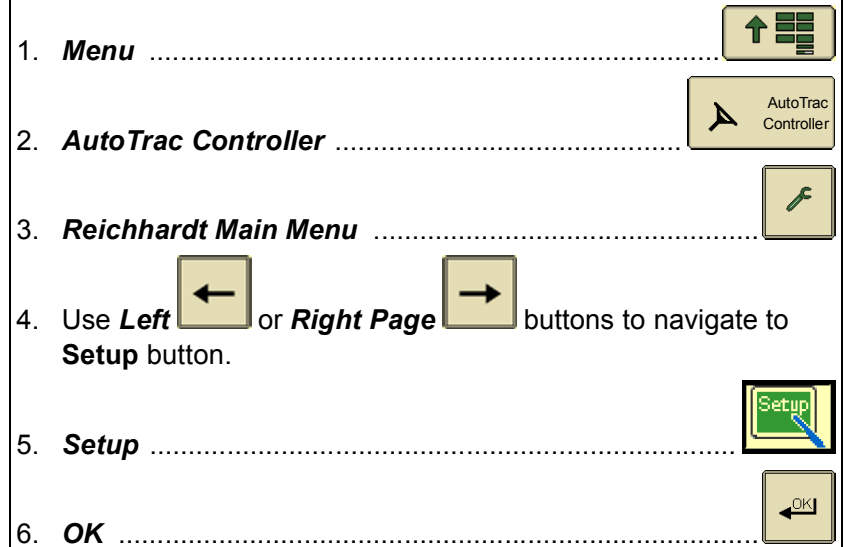 1. Menu ..........................................................................
2. AutoTrac Controller ............................................. AutoTrac Controller
3. Reichhardt Main Menu ..................................................
4. Use Left or Right Page buttons to navigate to
Setup button.
5. Setup ............................................................................ Setup
6. OK ................................................................................... OK